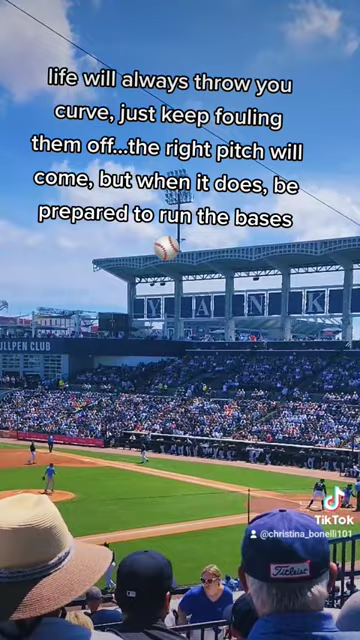 life will always throw you
curve, just keep fouling
them off...the right pitch will
come, but when it does, be
prepared to run the bases
YANK
ULLPEN CLUB
TikTok
@christina_bonelli101
Titleist